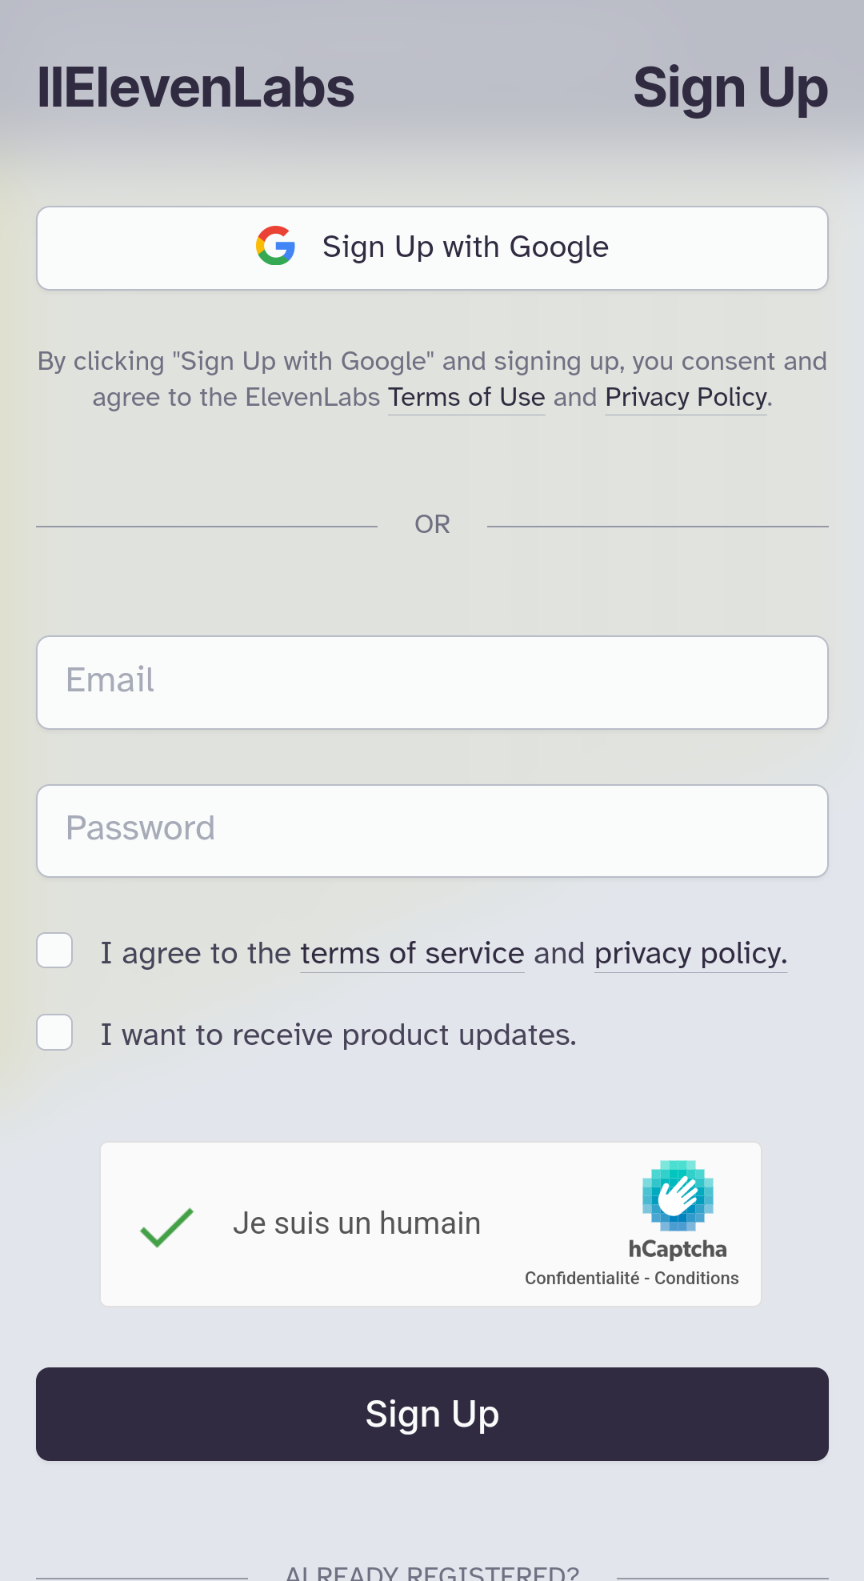 IIElevenLabs
Sign Up
Sign Up with Google
By clicking "Sign Up with Google" and signing up, you consent and
agree to the ElevenLabs Terms of Use and Privacy Policy.
OR
Email
Password
I agree to the terms of service and privacy policy.
I want to receive product updates.
Je suis un humain
hCaptcha
Confidentialité - Conditions
Sign Up
ALREADY REGISTERED?